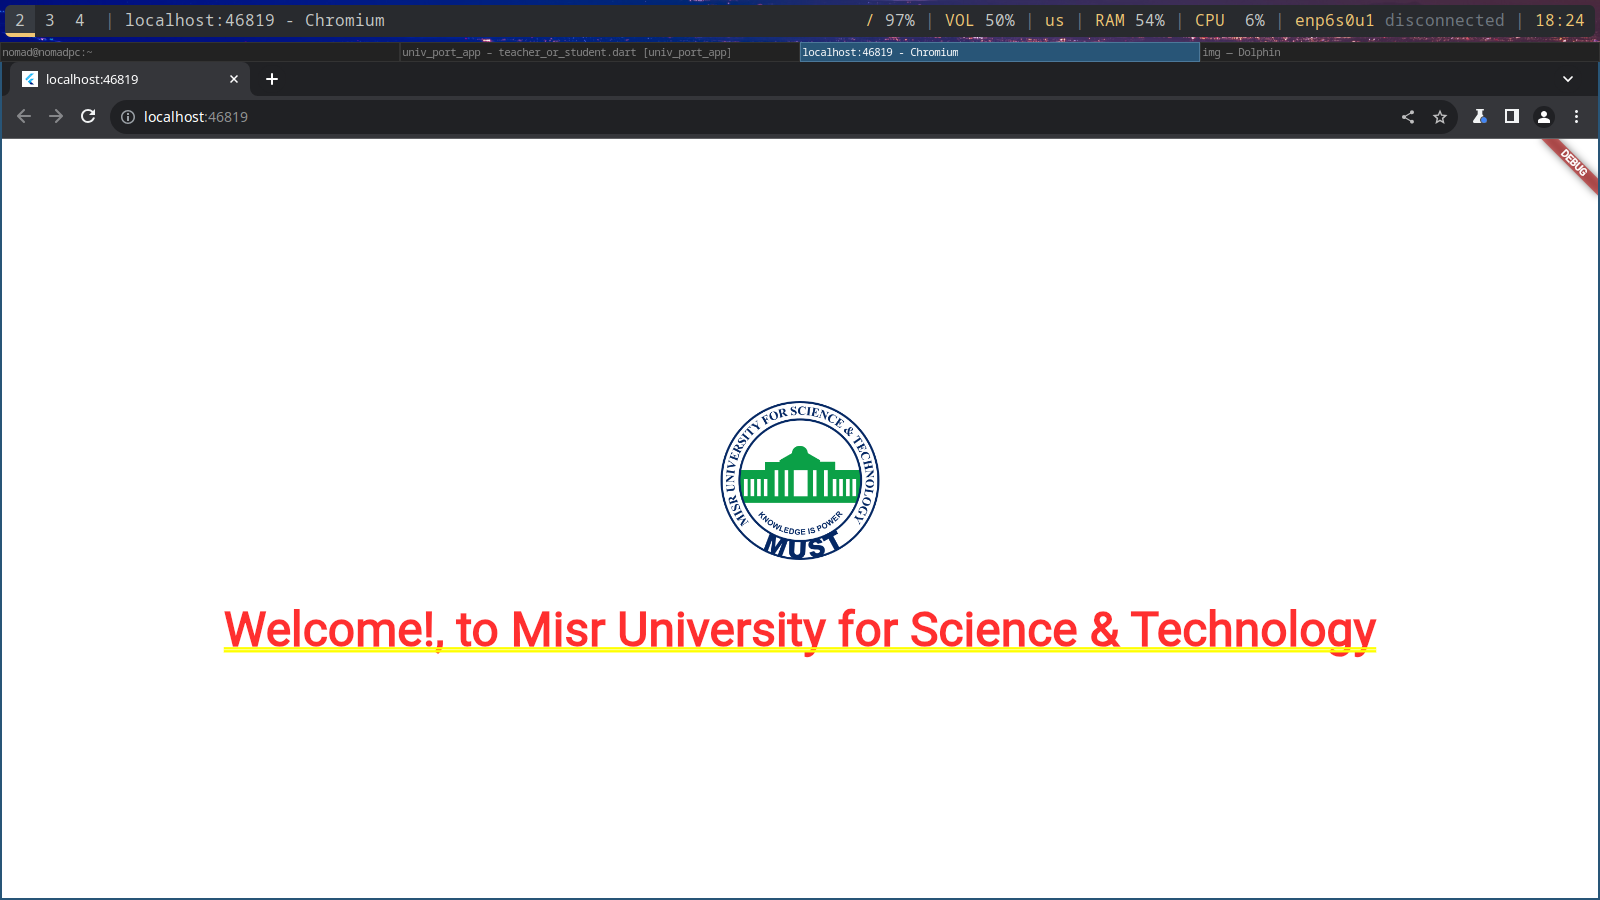 2 3 4 | localhost:46819 - Chromium / 97% | VOL 50% | us | RAM 54% | CPU 6% | enp6s0u1 disconnected | 18:24
nomad@nomadpc:~ univ_port_app – teacher_or_student.dart [univ_port_app] localhost:46819 - Chromium img — Dolphin
localhost:46819
localhost:46819
DEBUG
MISR UNIVERSITY FOR SCIENCE & TECHNOLOGY
KNOWLEDGE IS POWER
MUST
Welcome!, to Misr University for Science & Technology